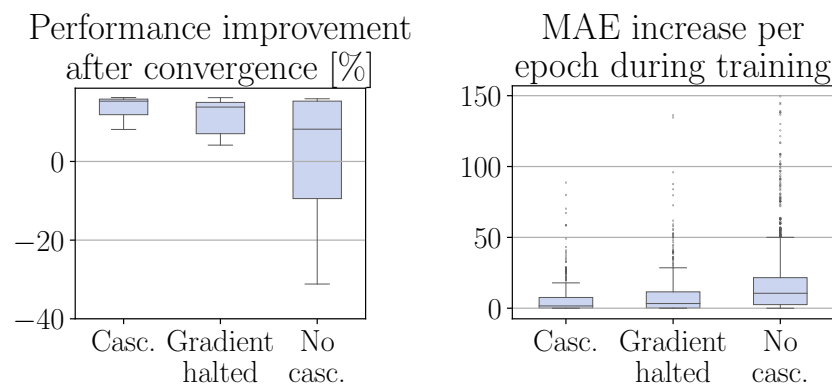 Performance improvement
after convergence [%]
0
−20
−40
Casc.
Gradient
halted
No
casc.
MAE increase per
epoch during training
150
100
50
0
Casc.
Gradient
halted
No
casc.